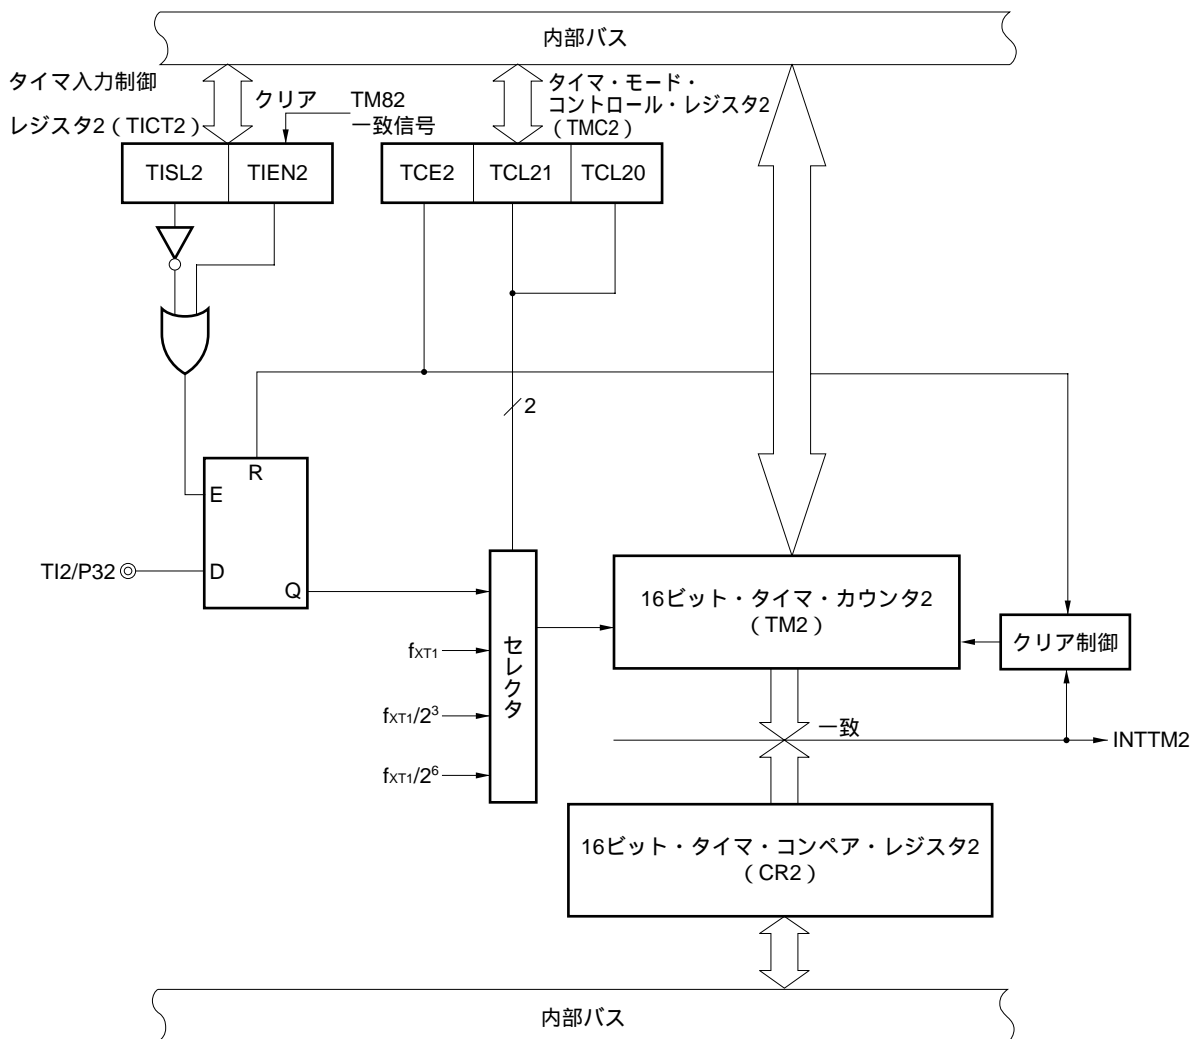 内部バス
タイマ入力制御
レジスタ2（TICT2）
クリア
TM82
一致信号
タイマ・モード・
コントロール・レジスタ2
（TMC2）
TISL2
TIEN2
TCE2
TCL21
TCL20
2
R
E
D
Q
TI2/P32
セレクタ
fXT1
fXT1/2³
fXT1/2⁶
16ビット・タイマ・カウンタ2
（TM2）
クリア制御
一致
INTTM2
16ビット・タイマ・コンペア・レジスタ2
（CR2）
内部バス